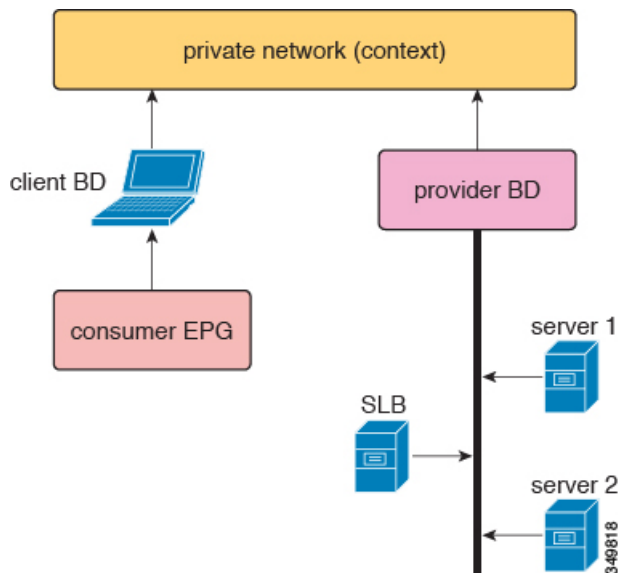 private network (context)
client BD
provider BD
consumer EPG
server 1
SLB
server 2
349818